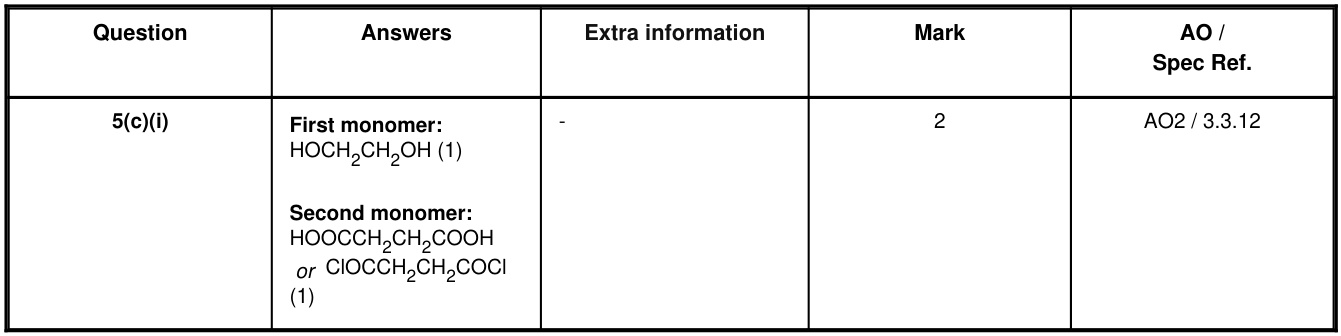 Question Answers Extra information Mark AO /
Spec Ref.
5(c)(i) First monomer: - 2 AO2 / 3.3.12
HOCH₂CH₂OH (1)
Second monomer:
HOOCCH₂CH₂COOH
or ClOCCH₂CH₂COCl
(1)